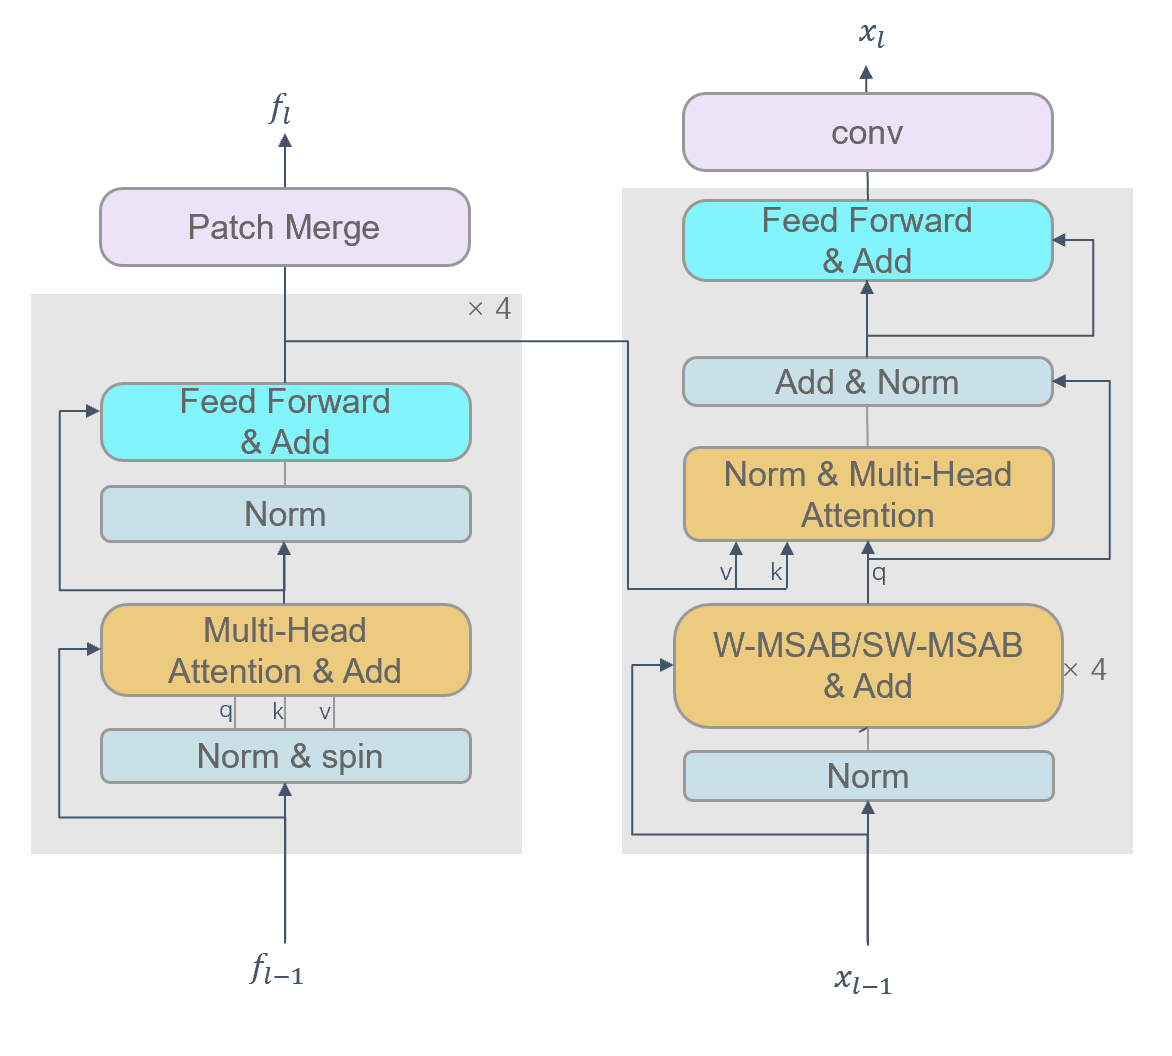 f_l
Patch Merge
× 4
Feed Forward
& Add
Norm
Multi-Head
Attention & Add
q k v
Norm & spin
f_{l−1}
x_l
conv
Feed Forward
& Add
Add & Norm
Norm & Multi-Head
Attention
v k q
W-MSAB/SW-MSAB
& Add
× 4
Norm
x_{l−1}